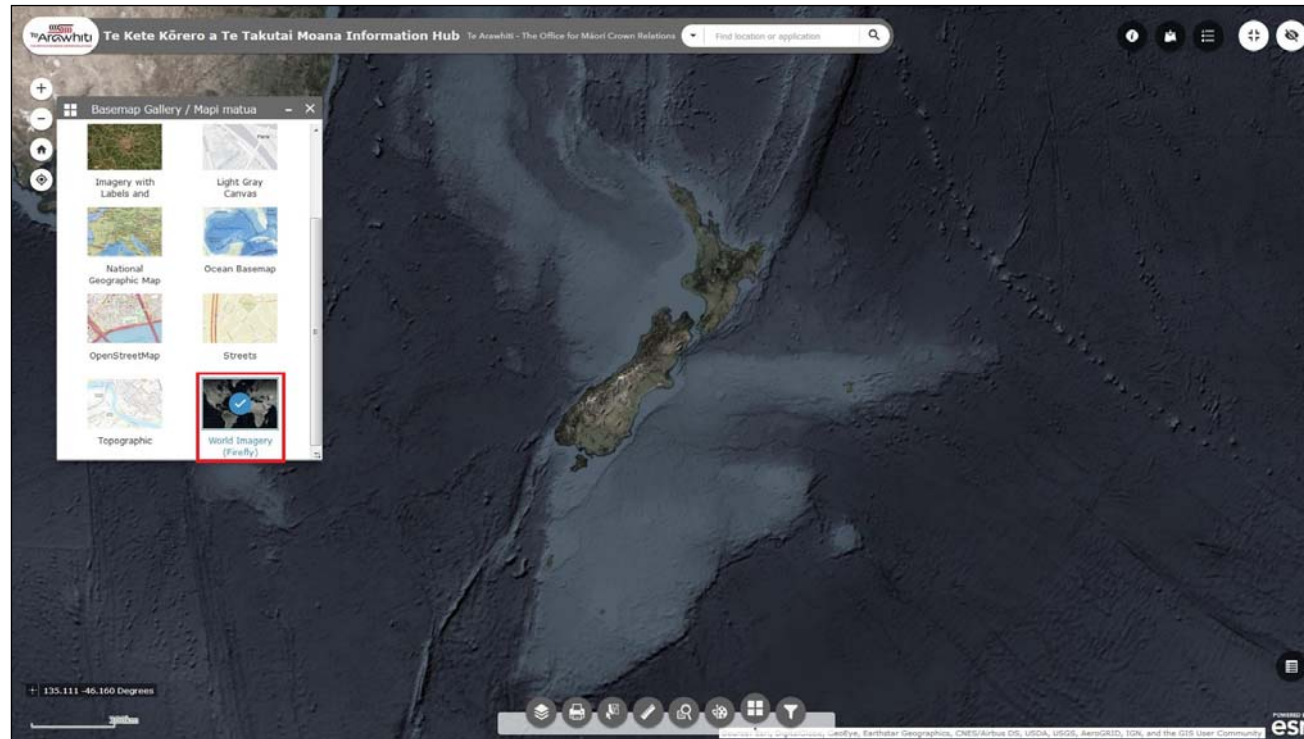 Te Arawhiti
Te Kete Kōrero a Te Takutai Moana Information Hub
Te Arawhiti - The Office for Māori Crown Relations
Find location or application
Basemap Gallery / Mapi matua
Imagery with
Labels and
Light Gray
Canvas
National
Geographic Map
Ocean Basemap
OpenStreetMap
Streets
Topographic
World Imagery
(Firefly)
135.111 -46.160 Degrees
GeoEye, Earthstar Geographics, CNES/Airbus DS, USDA, USGS, AeroGRID, IGN, and the GIS User Community
POWERED BY
esri